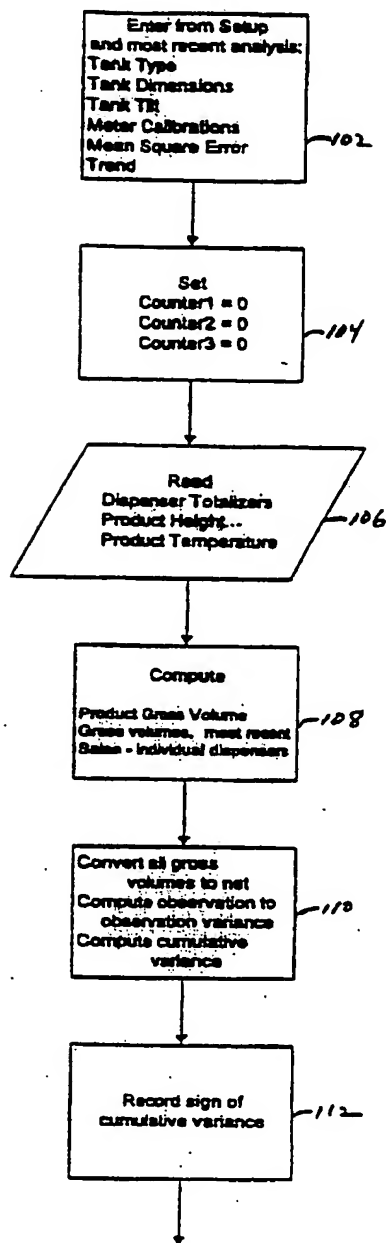 Enter from Setup
and most recent analysis:
Tank Type
Tank Dimensions
Tank Tilt
Meter Calibrations
Mean Square Error
Trend
102
Set
Counter1 = 0
Counter2 = 0
Counter3 = 0
104
Read
Dispenser Totalizers
Product Height...
Product Temperature
106
Compute
Product Gross Volume
Gross volumes, most recent
Sales - individual dispensers
108
Convert all gross
volumes to net
Compute observation to
observation variance
Compute cumulative
variance
110
Record sign of
cumulative variance
112